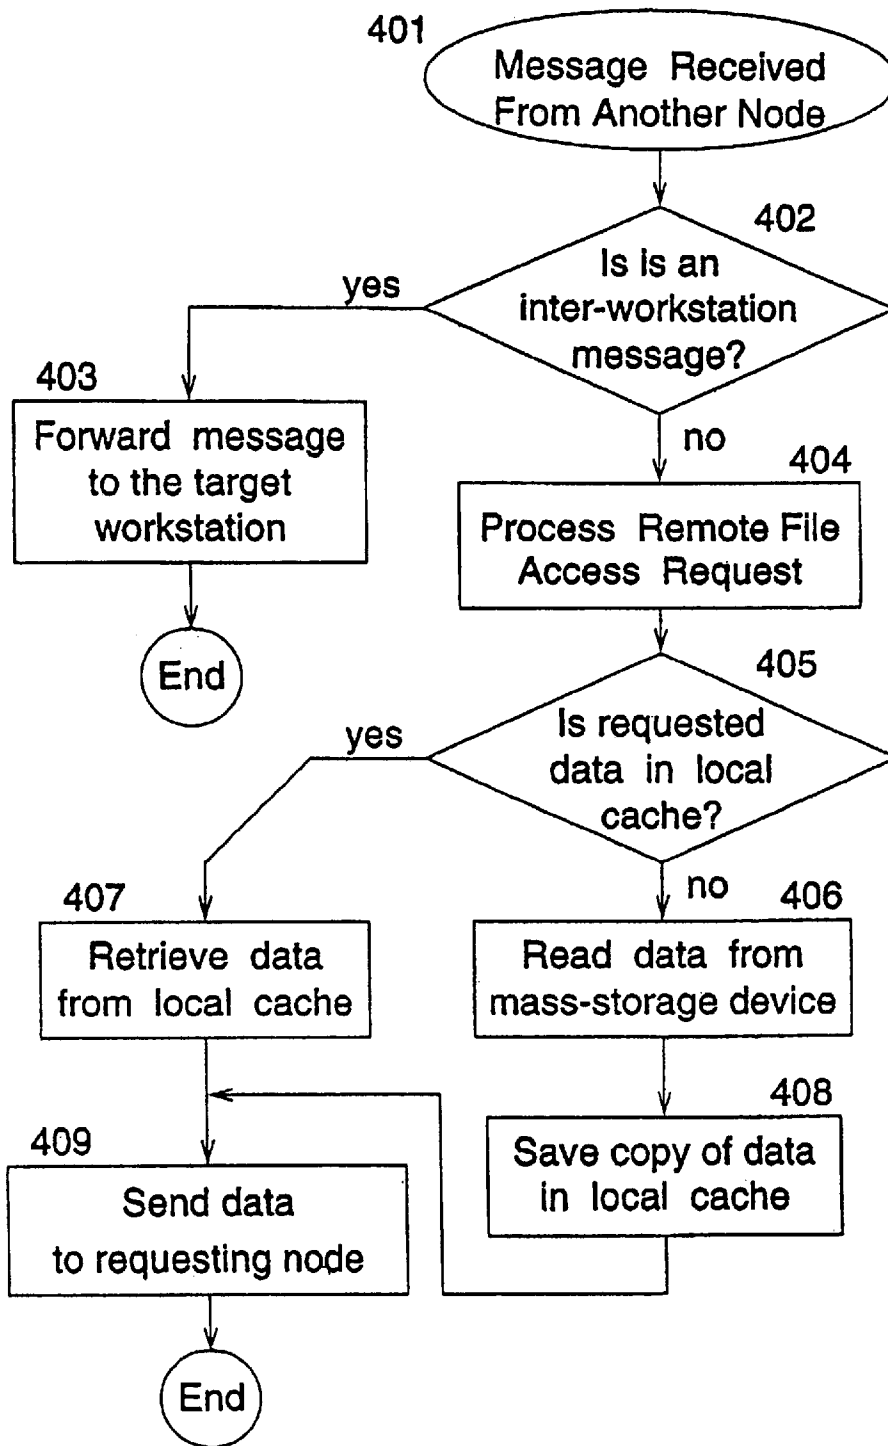 401
Message Received
From Another Node
402
Is is an
inter-workstation
message?
yes
no
403
Forward message
to the target
workstation
End
404
Process Remote File
Access Request
405
Is requested
data in local
cache?
yes
no
407
Retrieve data
from local cache
406
Read data from
mass-storage device
408
Save copy of data
in local cache
409
Send data
to requesting node
End